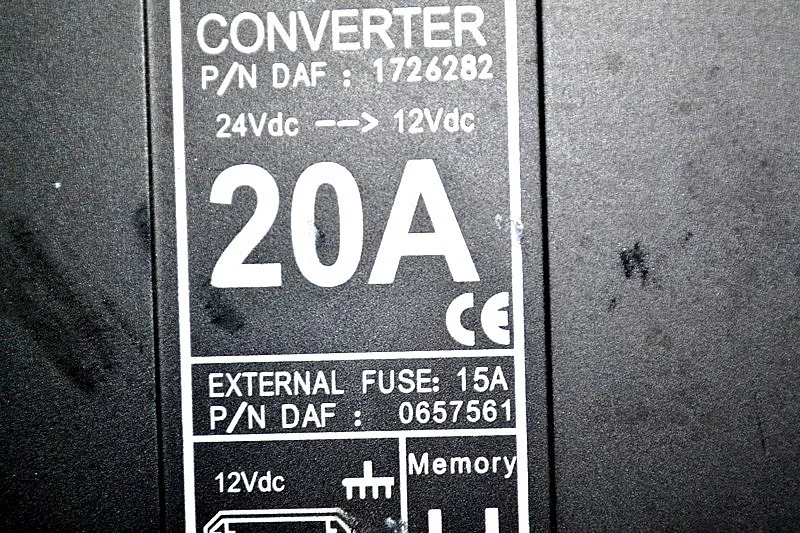 CONVERTER
P/N DAF : 1726282
24Vdc --> 12Vdc
20A
CE
EXTERNAL FUSE: 15A
P/N DAF : 0657561
12Vdc
Memory